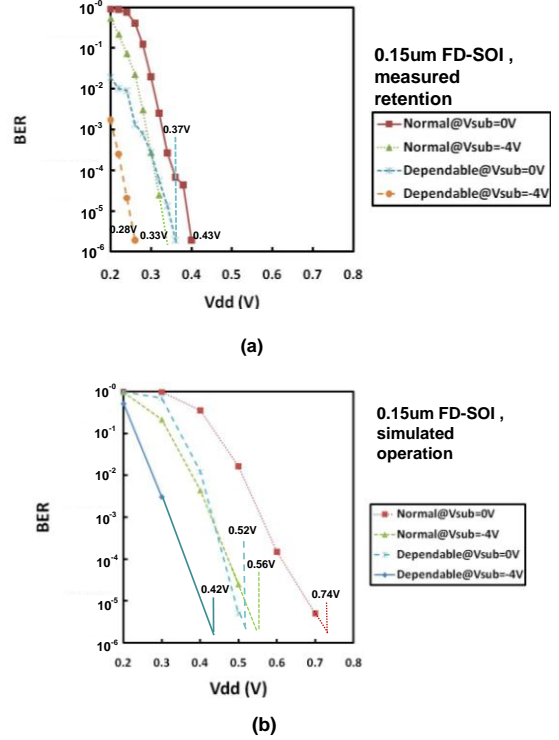 10⁻⁰
10⁻¹
10⁻²
10⁻³
10⁻⁴
10⁻⁵
10⁻⁶
BER
0.37V
0.28V
0.33V
0.43V
0.2 0.3 0.4 0.5 0.6 0.7 0.8
Vdd (V)
0.15um FD-SOI ,
measured
retention
Normal@Vsub=0V
Normal@Vsub=-4V
Dependable@Vsub=0V
Dependable@Vsub=-4V
(a)
10⁻⁰
10⁻¹
10⁻²
10⁻³
10⁻⁴
10⁻⁵
10⁻⁶
BER
0.52V
0.56V
0.42V
0.74V
0.2 0.3 0.4 0.5 0.6 0.7 0.8
Vdd (V)
0.15um FD-SOI ,
simulated
operation
Normal@Vsub=0V
Normal@Vsub=-4V
Dependable@Vsub=0V
Dependable@Vsub=-4V
(b)